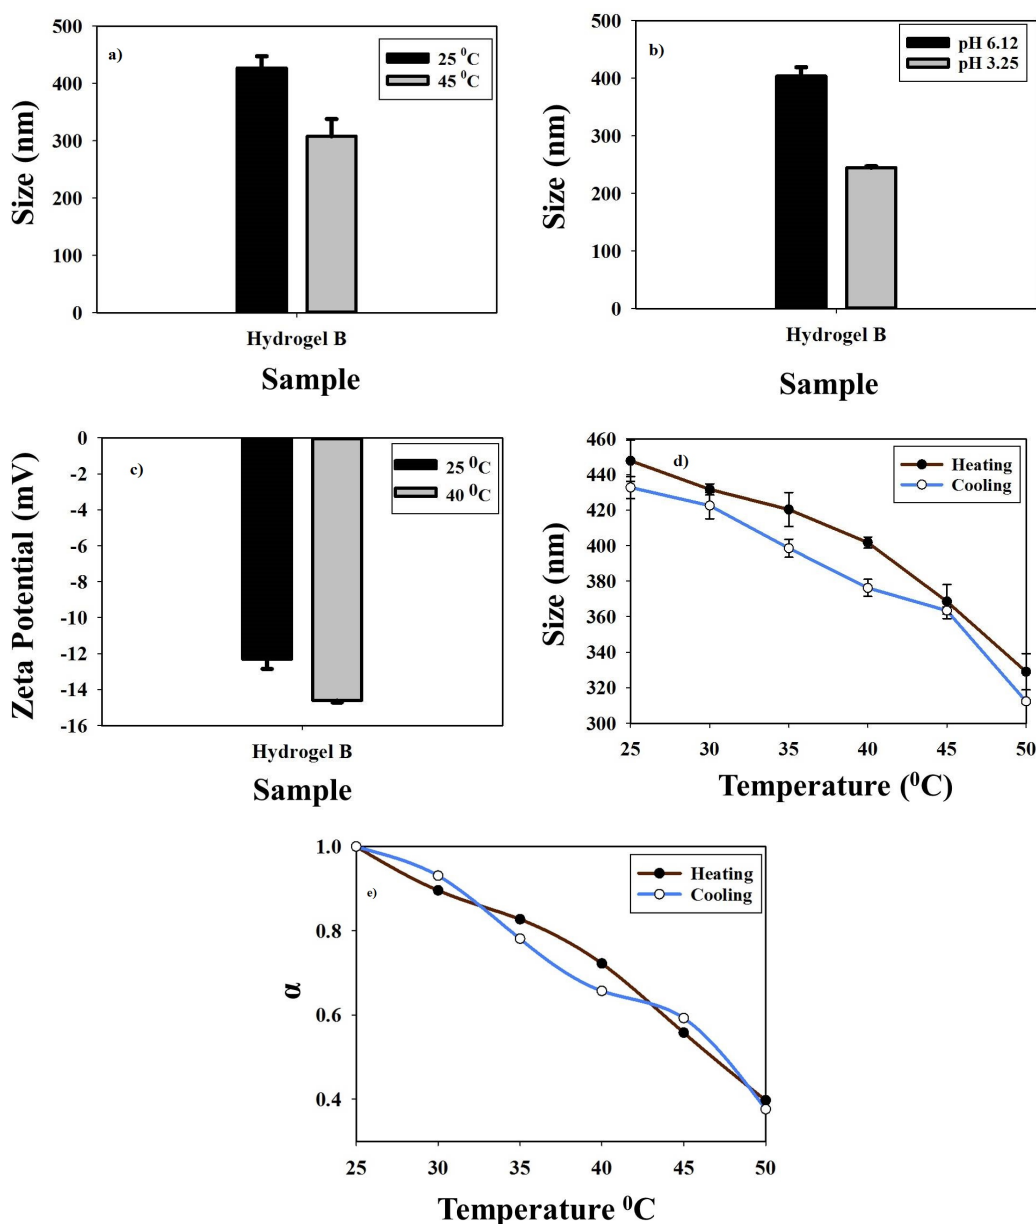 a)
500
400
300
200
100
0
Size (nm)
25 ⁰C
45 ⁰C
Hydrogel B
Sample
b)
500
400
300
200
100
0
Size (nm)
pH 6.12
pH 3.25
Hydrogel B
Sample
c)
0
-2
-4
-6
-8
-10
-12
-14
-16
Zeta Potential (mV)
25 ⁰C
40 ⁰C
Hydrogel B
Sample
d)
460
440
420
400
380
360
340
320
300
Size (nm)
Heating
Cooling
25 30 35 40 45 50
Temperature (⁰C)
e)
1.0
0.8
0.6
0.4
α
Heating
Cooling
25 30 35 40 45 50
Temperature ⁰C